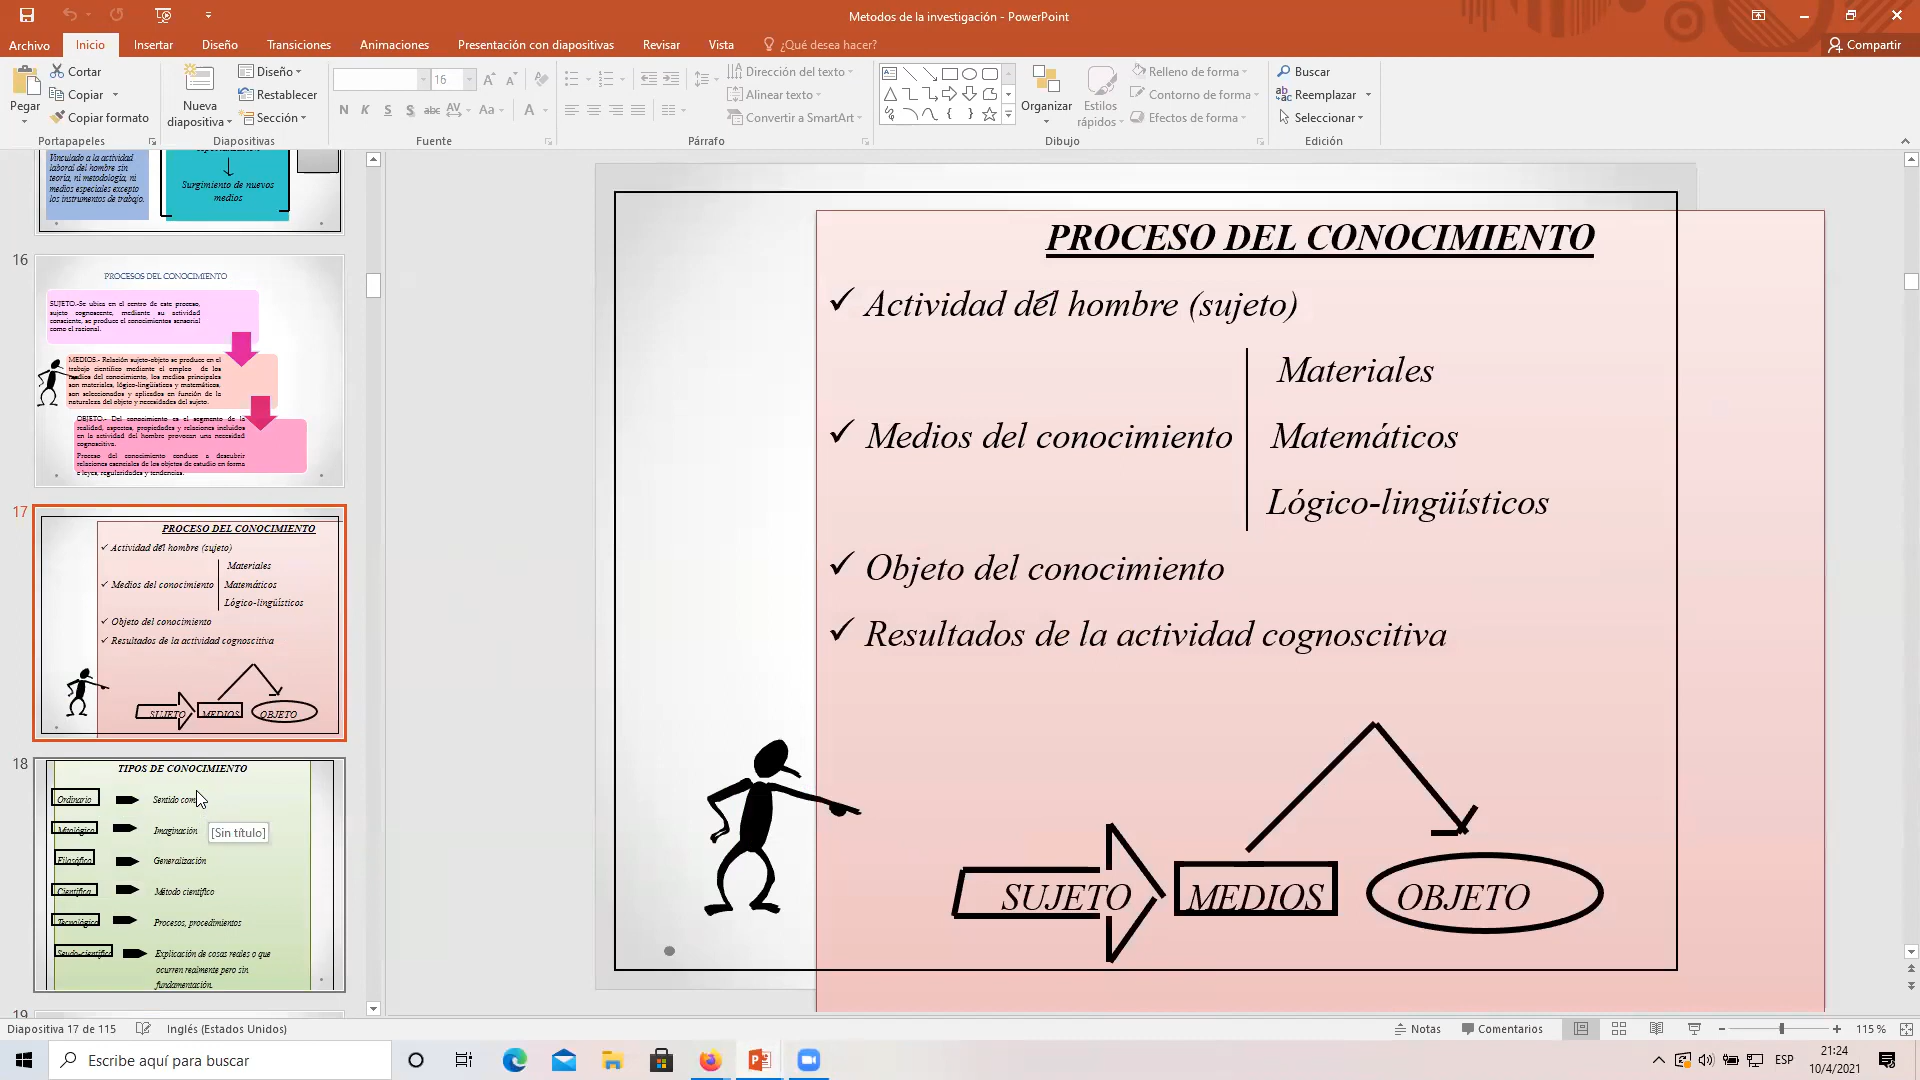 Metodos de la investigación - PowerPoint
Archivo Inicio Insertar Diseño Transiciones Animaciones Presentación con diapositivas Revisar Vista ¿Qué desea hacer? Compartir
Pegar
Cortar
Copiar
Copiar formato
Portapapeles
Nueva
diapositiva
Diseño
Restablecer
Sección
Diapositivas
16
N K S S abc AV Aa A
Fuente
Párrafo
Dirección del texto
Alinear texto
Convertir a SmartArt
Organizar
Estilos
rápidos
Relleno de forma
Contorno de forma
Efectos de forma
Dibujo
Buscar
Reemplazar
Seleccionar
Edición
Vinculado a la actividad
laboral del hombre sin
teoría, ni metodología, ni
medios especiales excepto
los instrumentos de trabajo.
Surgimiento de nuevos
medios
16
PROCESOS DEL CONOCIMIENTO
SUJETO.-Se ubica en el centro de este proceso,
sujeto cognoscente, mediante su actividad
consciente, se produce el conocimientos sensorial
como el racional.
MEDIOS.- Relación sujeto-objeto se produce en el
trabajo científico mediante el empleo de los
medios del conocimiento, los medios principales
son materiales, lógico-lingüísticos y matemáticos,
son seleccionados y aplicados en función de la
naturaleza del objeto y necesidades del sujeto.
OBJETO.- Del conocimiento es el segmento de la
realidad, aspectos, propiedades y relaciones incluidos
en la actividad del hombre provocan una necesidad
cognoscitiva.
Proceso del conocimiento conduce a descubrir
relaciones esenciales de los objetos de estudio en forma
e leyes, regularidades y tendencias.
17
PROCESO DEL CONOCIMIENTO
Actividad del hombre (sujeto)
Materiales
Medios del conocimiento Matemáticos
Lógico-lingüísticos
Objeto del conocimiento
Resultados de la actividad cognoscitiva
SUJETO MEDIOS OBJETO
18
TIPOS DE CONOCIMIENTO
Ordinario Sentido com
Mitológico Imaginación
[Sin título]
Filosófico Generalización
Científica Método científico
Tecnológico Procesos, procedimientos
Seudo-científico Explicación de cosas reales o que
ocurren realmente pero sin
fundamentación.
19
PROCESO DEL CONOCIMIENTO
Actividad del hombre (sujeto)
Materiales
Medios del conocimiento Matemáticos
Lógico-lingüísticos
Objeto del conocimiento
Resultados de la actividad cognoscitiva
SUJETO MEDIOS OBJETO
Diapositiva 17 de 115 Inglés (Estados Unidos) Notas Comentarios 115 %
Escribe aquí para buscar
ESP
21:24
10/4/2021